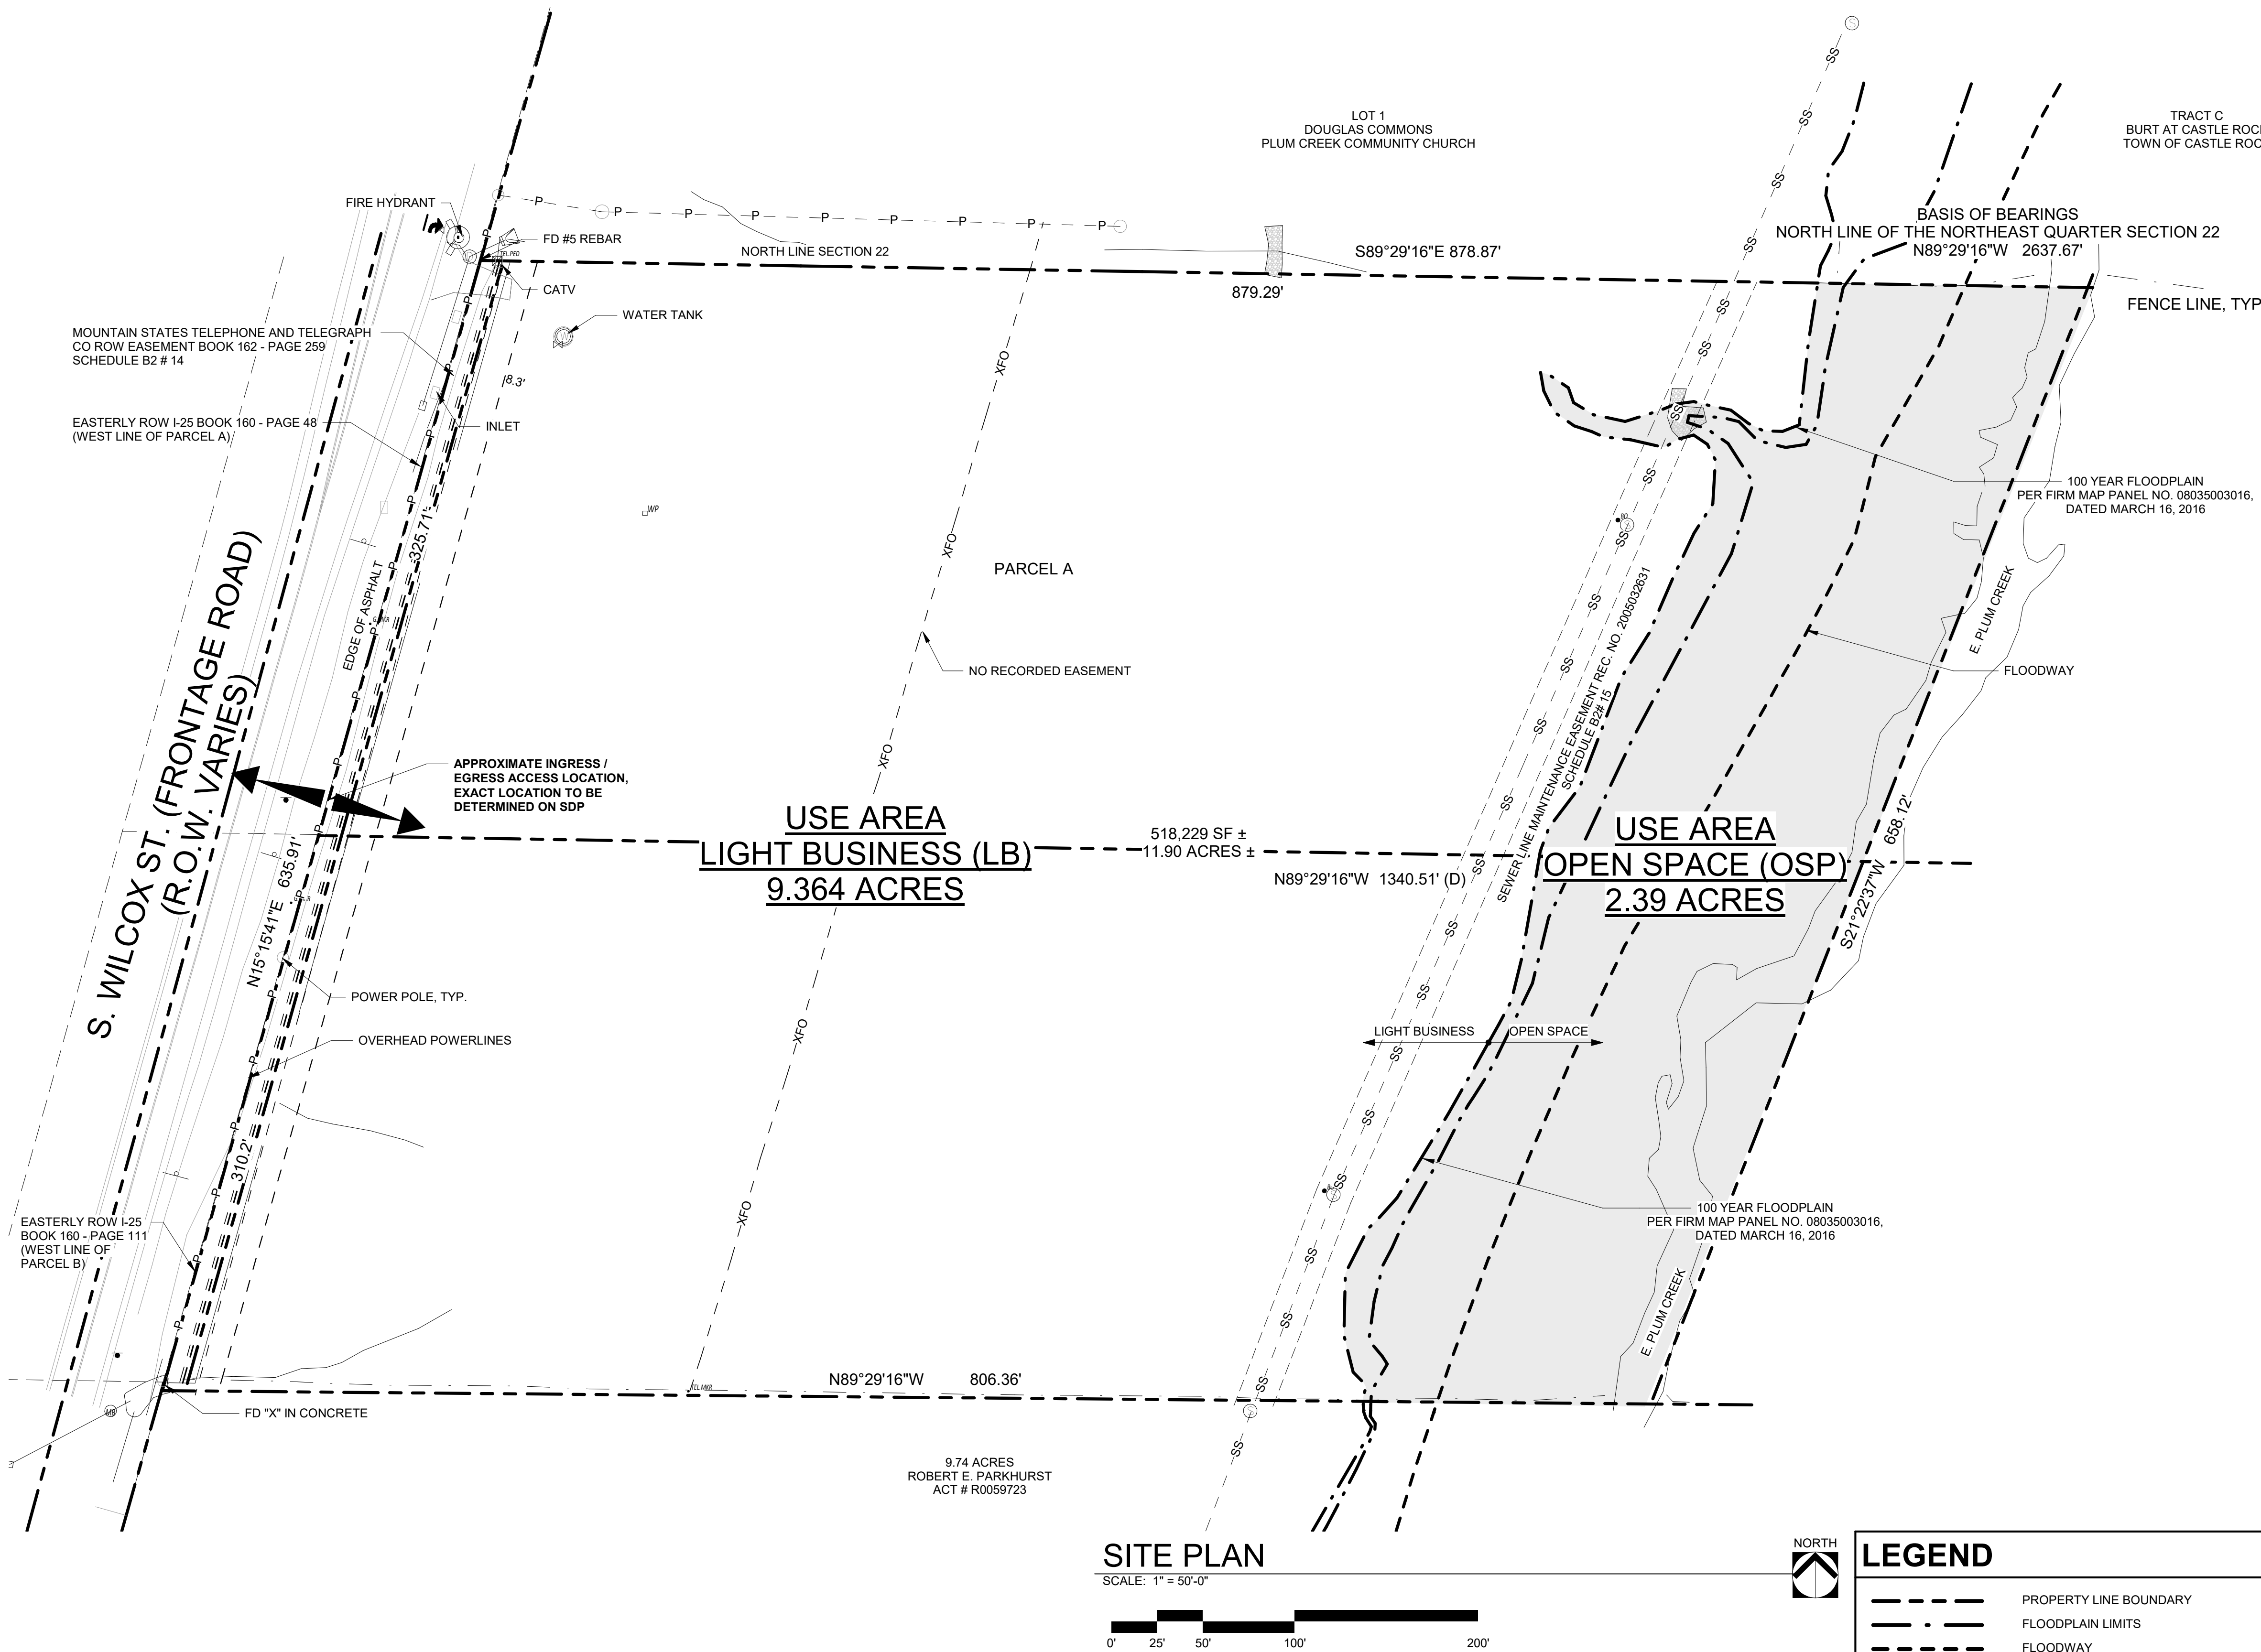 LOT 1
DOUGLAS COMMONS
PLUM CREEK COMMUNITY CHURCH
TRACT C
BURT AT CASTLE ROC
TOWN OF CASTLE ROC
BASIS OF BEARINGS
NORTH LINE OF THE NORTHEAST QUARTER SECTION 22
N89°29'16"W 2637.67'
FIRE HYDRANT
FD #5 REBAR
TEL.PED
NORTH LINE SECTION 22
S89°29'16"E 878.87'
879.29'
CATV
WATER TANK
FENCE LINE, TYP
MOUNTAIN STATES TELEPHONE AND TELEGRAPH
CO ROW EASEMENT BOOK 162 - PAGE 259
SCHEDULE B2 # 14
8.3'
EASTERLY ROW I-25 BOOK 160 - PAGE 48
(WEST LINE OF PARCEL A)
INLET
WP
325.71'
EDGE OF ASPHALT
PARCEL A
NO RECORDED EASEMENT
XFO
XFO
XFO
XFO
XFO
100 YEAR FLOODPLAIN
PER FIRM MAP PANEL NO. 08035003016,
DATED MARCH 16, 2016
E. PLUM CREEK
FLOODWAY
SEWER LINE MAINTENANCE EASEMENT REC. NO. 2005032631
SCHEDULE B2# 15
S. WILCOX ST. (FRONTAGE ROAD)
(R.O.W. VARIES)
APPROXIMATE INGRESS /
EGRESS ACCESS LOCATION,
EXACT LOCATION TO BE
DETERMINED ON SDP
USE AREA
LIGHT BUSINESS (LB)
9.364 ACRES
518,229 SF ±
11.90 ACRES ±
N89°29'16"W 1340.51' (D)
USE AREA
OPEN SPACE (OSP)
2.39 ACRES
S21°22'37"W 658.12'
N15°15'41"E 635.91'
POWER POLE, TYP.
OVERHEAD POWERLINES
LIGHT BUSINESS
OPEN SPACE
310.2'
EASTERLY ROW I-25
BOOK 160 - PAGE 111
(WEST LINE OF
PARCEL B)
100 YEAR FLOODPLAIN
PER FIRM MAP PANEL NO. 08035003016,
DATED MARCH 16, 2016
E. PLUM CREEK
N89°29'16"W 806.36'
TEL.MKR
MB
FD "X" IN CONCRETE
9.74 ACRES
ROBERT E. PARKHURST
ACT # R0059723
SITE PLAN
SCALE: 1" = 50'-0"
0' 25' 50' 100' 200'
NORTH
LEGEND
PROPERTY LINE BOUNDARY
FLOODPLAIN LIMITS
FLOODWAY